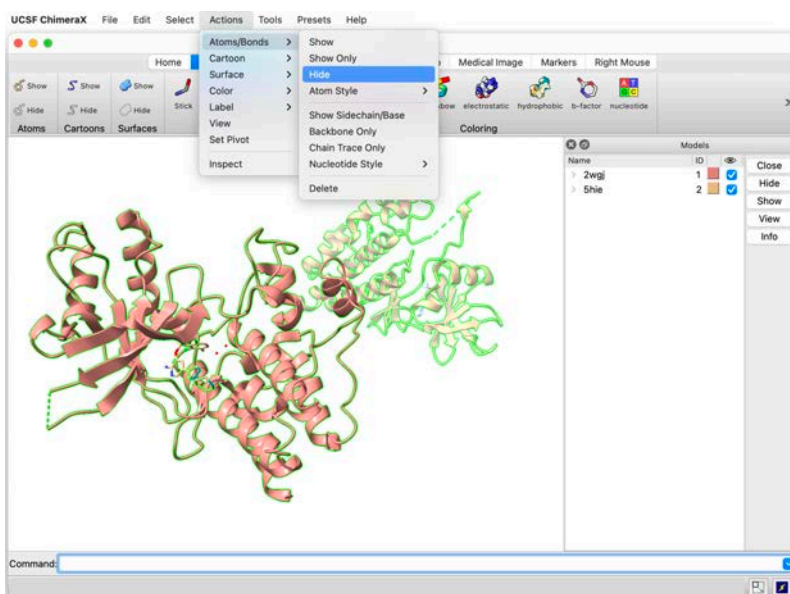 UCSF ChimeraX File Edit Select Actions Tools Presets Help
Atoms/Bonds > Show
Cartoon > Show Only
Surface > Hide
Color > Atom Style >
Label > Show Sidechain/Base
View Backbone Only
Set Pivot Chain Trace Only
Inspect Nucleotide Style >
Delete
Home Medical Image Markers Right Mouse
Show Show Show Stick electrostatic hydrophobic b-factor nucleotide
Hide Hide Hide
Atoms Cartoons Surfaces Coloring
A T
G C
Models
Name ID
> 2wgj 1
> 5hie 2
Close
Hide
Show
View
Info
Command: